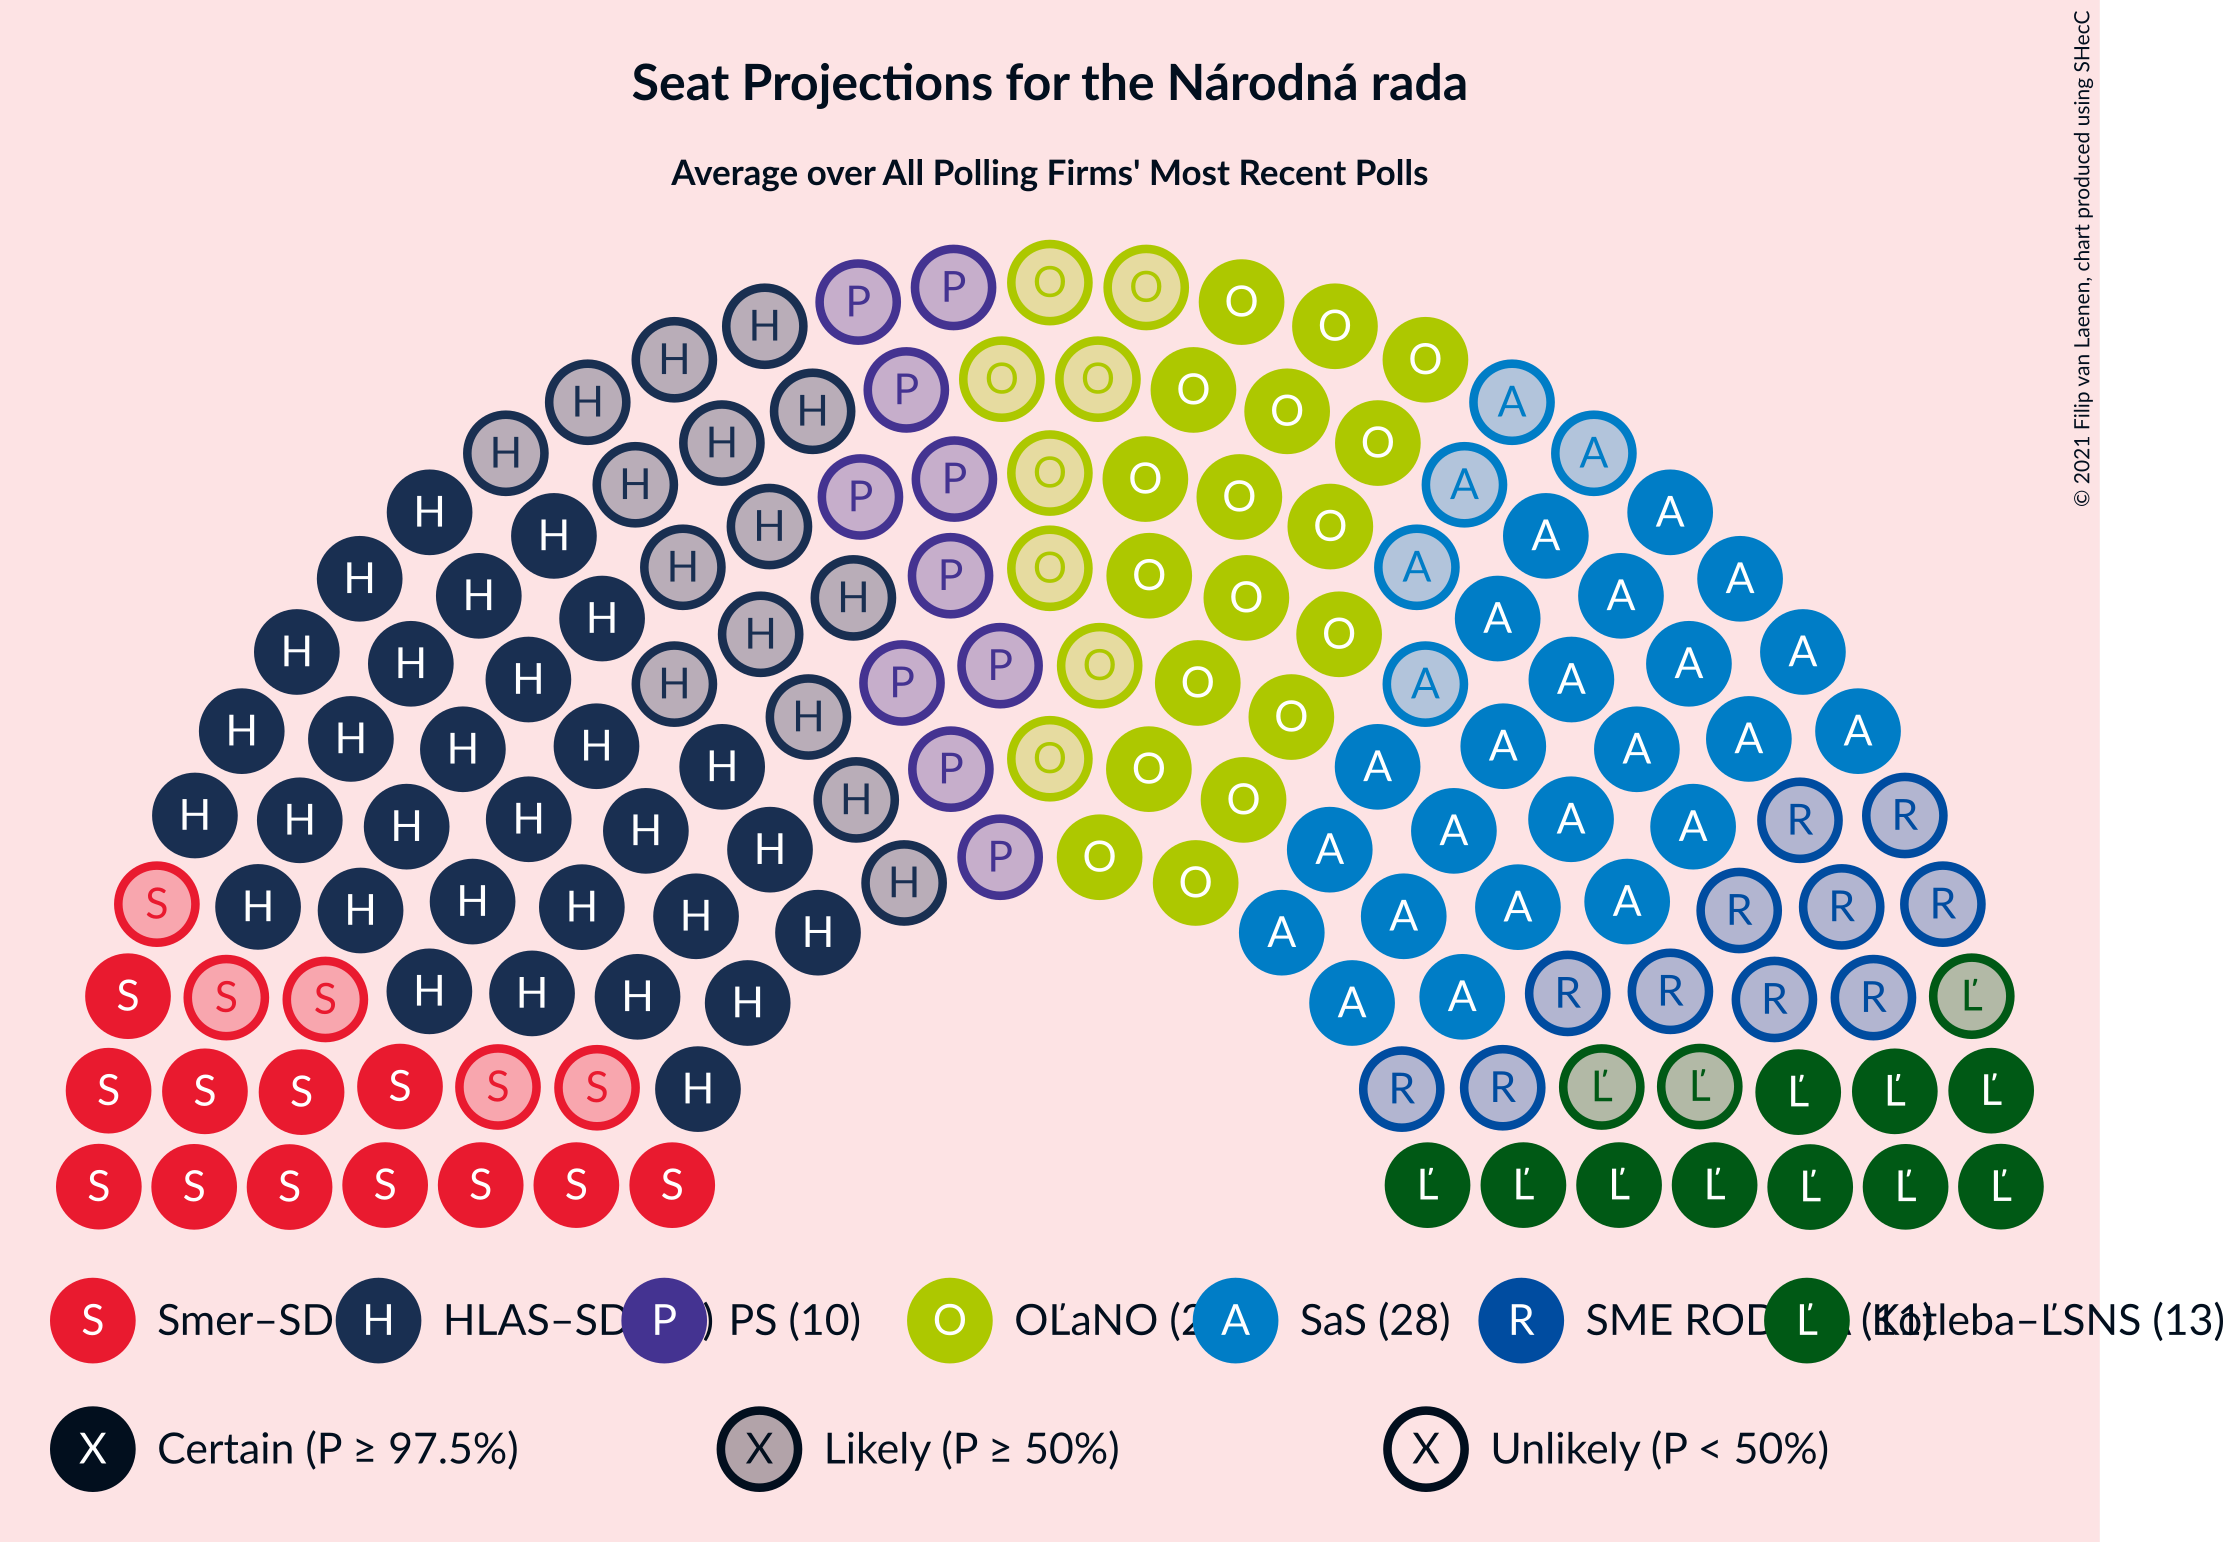 Seat Projections for the Národná rada
Average over All Polling Firms' Most Recent Polls
© 2021 Filip van Laenen, chart produced using SHecC
P P O O O
H O
H O
P O O O
H H O A
H O
H A
H P O O A
P O
H H O A
H A
H H P O O A A
H H O A
H H O A
H H P O A A
H H P O A A
H H O A
H H H A A A
H P O O A
H O
H H H H H A A A R R
H P O A
H O
S H H H H H A A A R R R
H A
S S S H H H H A A R R R R Ľ
S S S S S S H R R Ľ Ľ Ľ Ľ Ľ
S S S S S S S Ľ Ľ Ľ Ľ Ľ Ľ Ľ
S Smer–SD H HLAS–SD P PS (10) O OĽaNO A SaS (28) R SME Ľ Kotleba–ĽSNS (13)
X Certain (P ≥ 97.5%) X Likely (P ≥ 50%) X Unlikely (P < 50%)